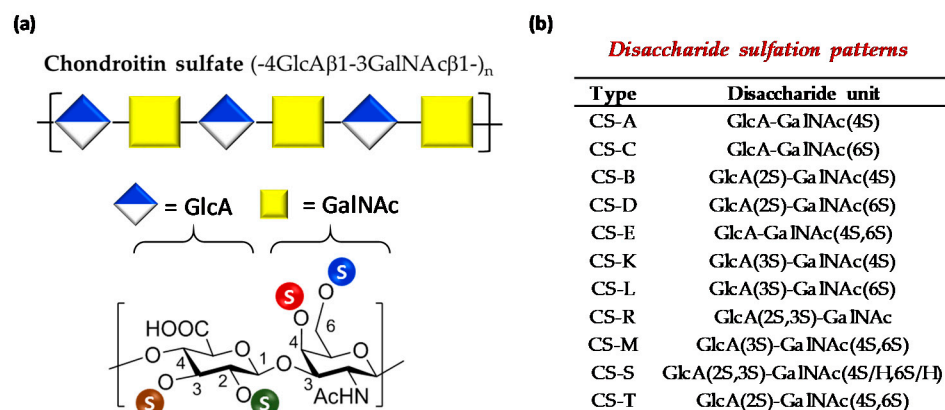 (a)
Chondroitin sulfate (-4GlcAβ1-3GalNAcβ1-)n
= GlcA
= GalNAc
S
S
O
O
6
HOOC
4
O
O
4
1
O
O
3
2
3
O
O
AcHN
S
S
(b)
Disaccharide sulfation patterns
Type Disaccharide unit
CS-A GlcA-GalNAc(4S)
CS-C GlcA-GalNAc(6S)
CS-B GlcA(2S)-GalNAc(4S)
CS-D GlcA(2S)-GalNAc(6S)
CS-E GlcA-GalNAc(4S,6S)
CS-K GlcA(3S)-GalNAc(4S)
CS-L GlcA(3S)-GalNAc(6S)
CS-R GlcA(2S,3S)-GalNAc
CS-M GlcA(3S)-GalNAc(4S,6S)
CS-S GlcA(2S,3S)-GalNAc(4S/H,6S/H)
CS-T GlcA(2S)-GalNAc(4S,6S)